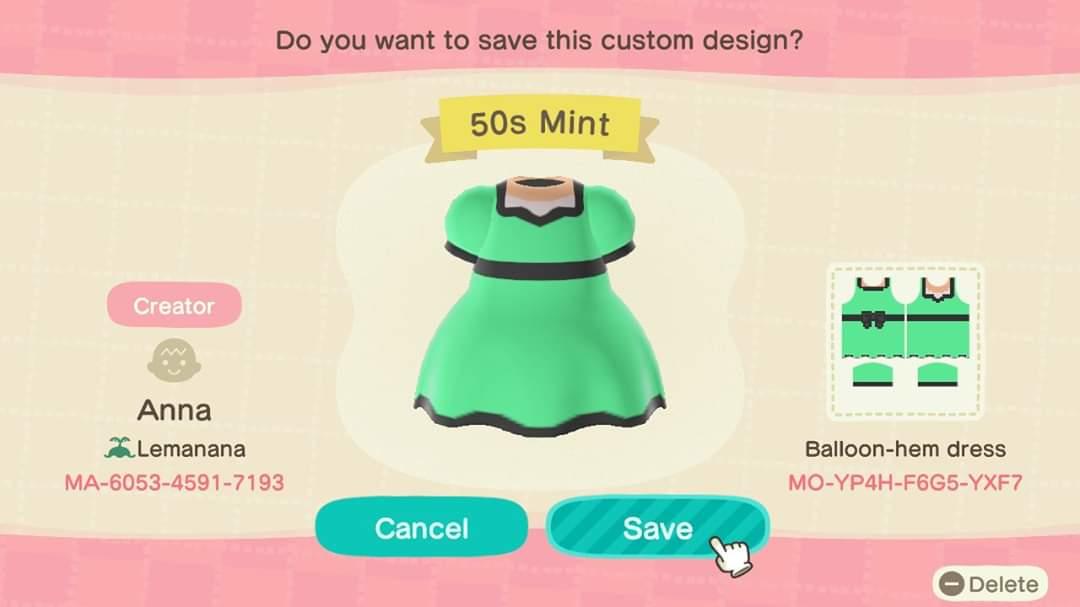 Do you want to save this custom design?
50s Mint
Creator
Anna
Lemanana
MA-6053-4591-7193
Balloon-hem dress
MO-YP4H-F6G5-YXF7
Cancel
Save
Delete